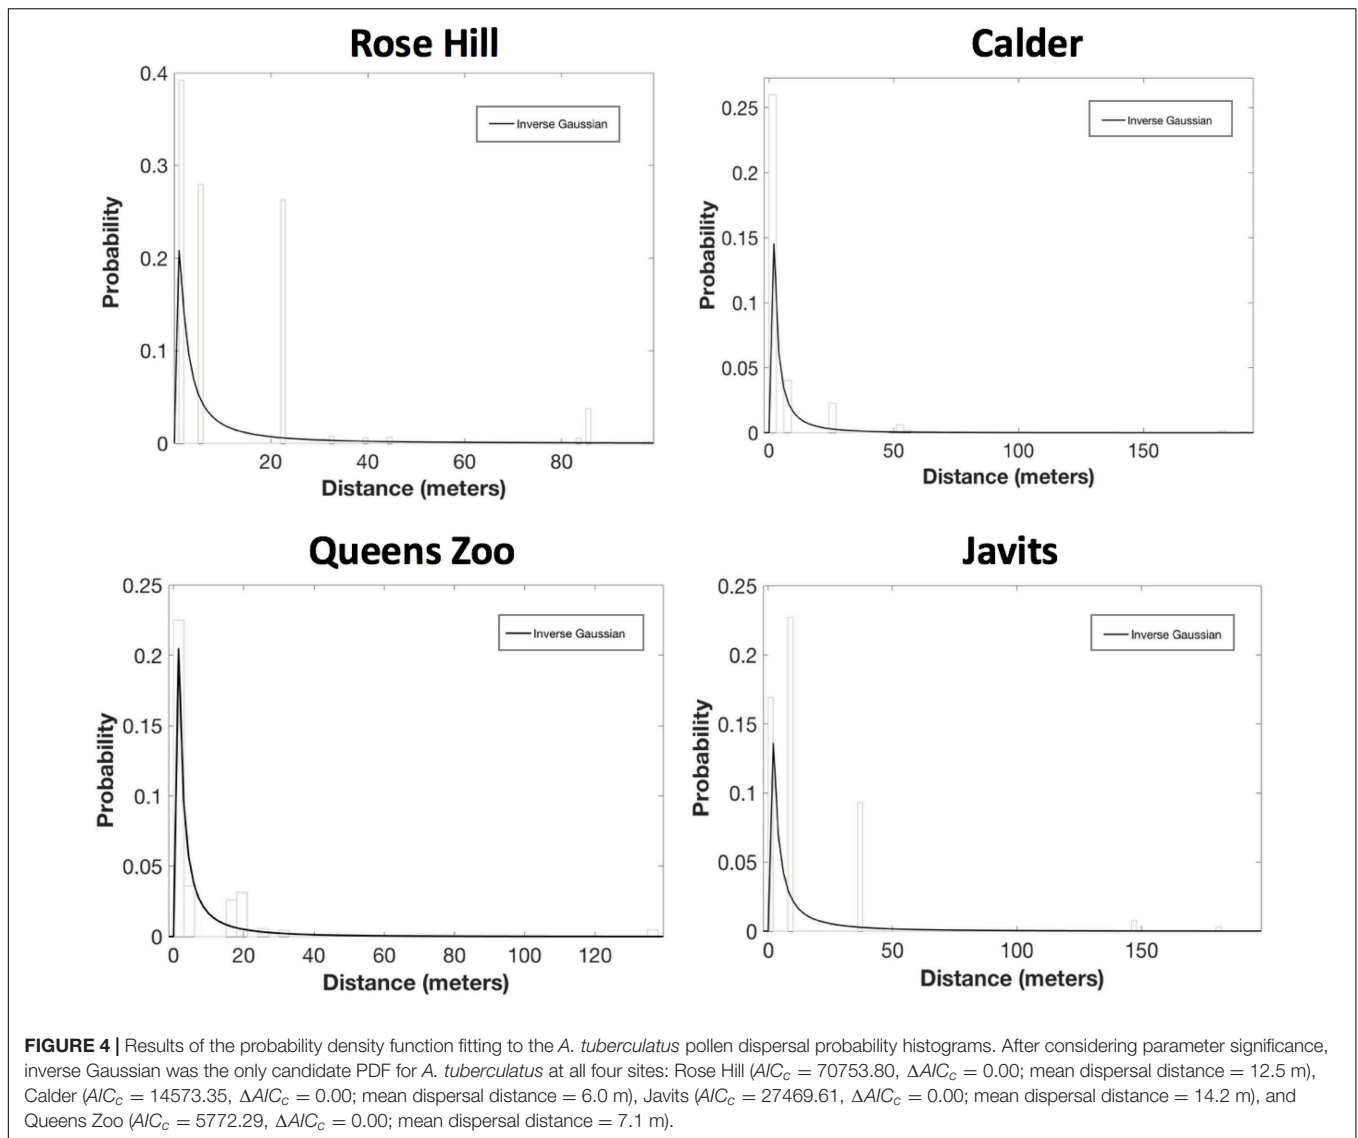 Rose Hill
0.4
0.3
0.2
0.1
0
Probability
20
40
60
80
Distance (meters)
Inverse Gaussian
Calder
0.25
0.2
0.15
0.1
0.05
0
Probability
0
50
100
150
Distance (meters)
Inverse Gaussian
Queens Zoo
0.25
0.2
0.15
0.1
0.05
0
Probability
0
20
40
60
80
100
120
Distance (meters)
Inverse Gaussian
Javits
0.25
0.2
0.15
0.1
0.05
0
Probability
0
50
100
150
Distance (meters)
Inverse Gaussian
FIGURE 4 | Results of the probability density function fitting to the A. tuberculatus pollen dispersal probability histograms. After considering parameter significance,
inverse Gaussian was the only candidate PDF for A. tuberculatus at all four sites: Rose Hill (AICc = 70753.80, ΔAICc = 0.00; mean dispersal distance = 12.5 m),
Calder (AICc = 14573.35, ΔAICc = 0.00; mean dispersal distance = 6.0 m), Javits (AICc = 27469.61, ΔAICc = 0.00; mean dispersal distance = 14.2 m), and
Queens Zoo (AICc = 5772.29, ΔAICc = 0.00; mean dispersal distance = 7.1 m).